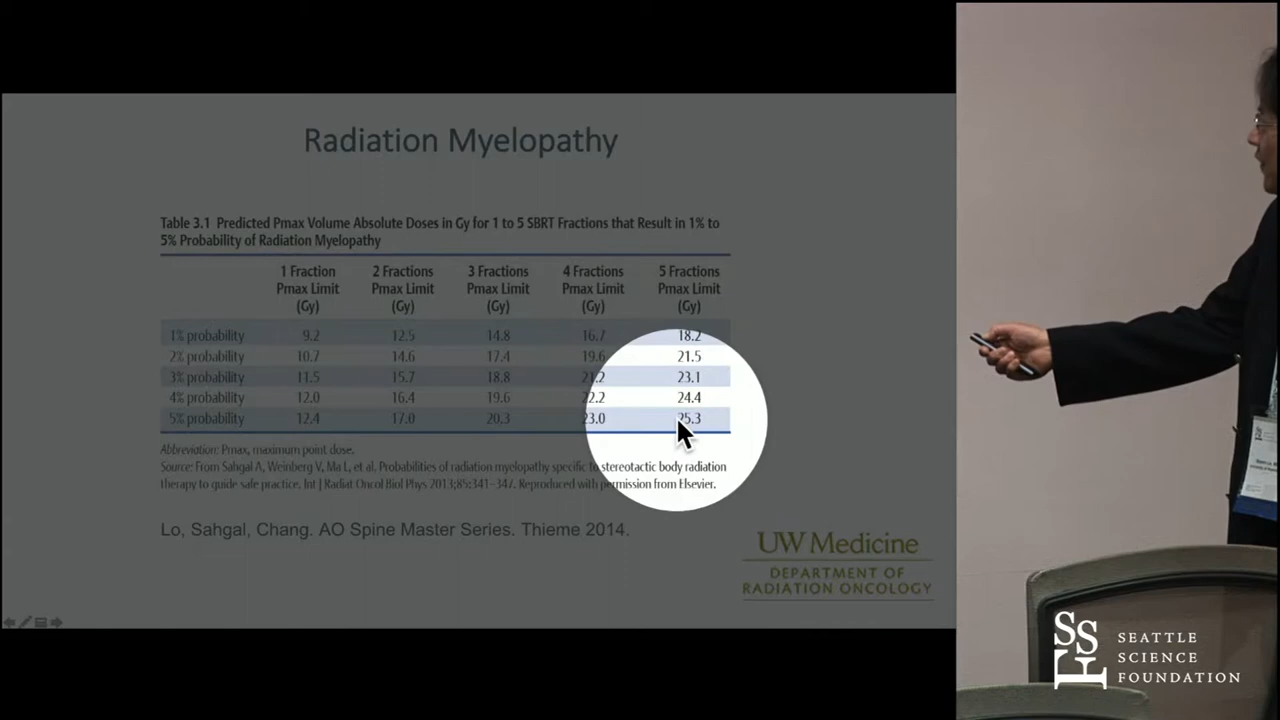 Radiation Myelopathy
Table 3.1 Predicted Pmax Volume Absolute Doses in Gy for 1 to 5 SBRT Fractions that Result in 1% to
5% Probability of Radiation Myelopathy
1 Fraction 2 Fractions 3 Fractions 4 Fractions 5 Fractions
Pmax Limit Pmax Limit Pmax Limit Pmax Limit Pmax Limit
(Gy) (Gy) (Gy) (Gy) (Gy)
1% probability 9.2 12.5 14.8 16.7 18.2
2% probability 10.7 14.6 17.4 19.6 21.5
3% probability 11.5 15.7 18.8 21.2 23.1
4% probability 12.0 16.4 19.6 22.2 24.4
5% probability 12.4 17.0 20.3 23.0 25.3
Abbreviation: Pmax, maximum point dose.
Source: From Sahgal A, Weinberg V, Ma L, et al. Probabilities of radiation myelopathy specific to stereotactic body radiation
therapy to guide safe practice. Int J Radiat Oncol Biol Phys 2013;85:341–347. Reproduced with permission from Elsevier.
Lo, Sahgal, Chang. AO Spine Master Series. Thieme 2014.
UW Medicine
DEPARTMENT OF
RADIATION ONCOLOGY
SSF
SEATTLE
SCIENCE
FOUNDATION